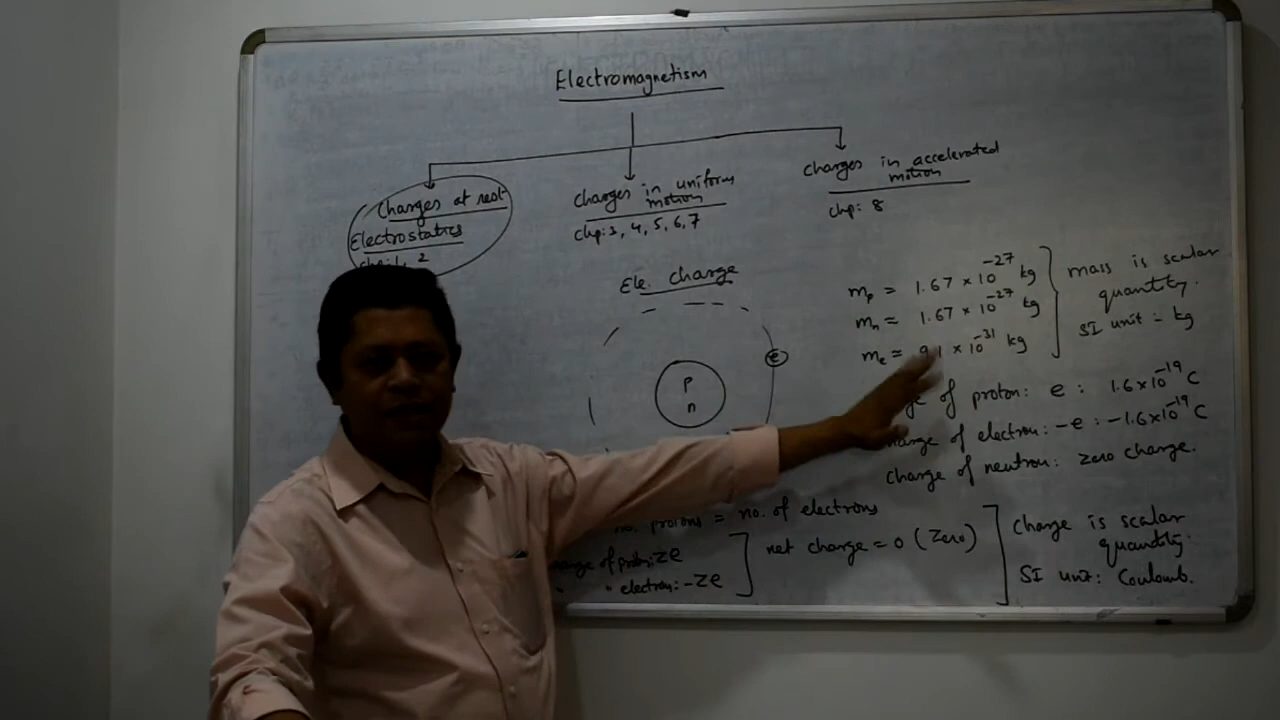 Electromagnetism
Charges at rest
Electrostatics
2
Charges in uniform
motion
chp: 3, 4, 5, 6, 7
Charges in accelerated
motion
chp: 8
Ele. charge
e
p
n
mp = 1.67 × 10⁻²⁷ kg
mn = 1.67 × 10⁻²⁷ kg
me = 9.1 × 10⁻³¹ kg
mass is scalar
quantity.
SI unit = kg
of proton: e : 1.6×10⁻¹⁹ C
charge of electron: -e : -1.6×10⁻¹⁹ C
charge of neutron: zero charge.
no. protons = no. of electrons
of proton: ze
" electron: -ze
net charge = 0 (zero)
Charge is scalar
quantity.
SI unit: Coulomb.